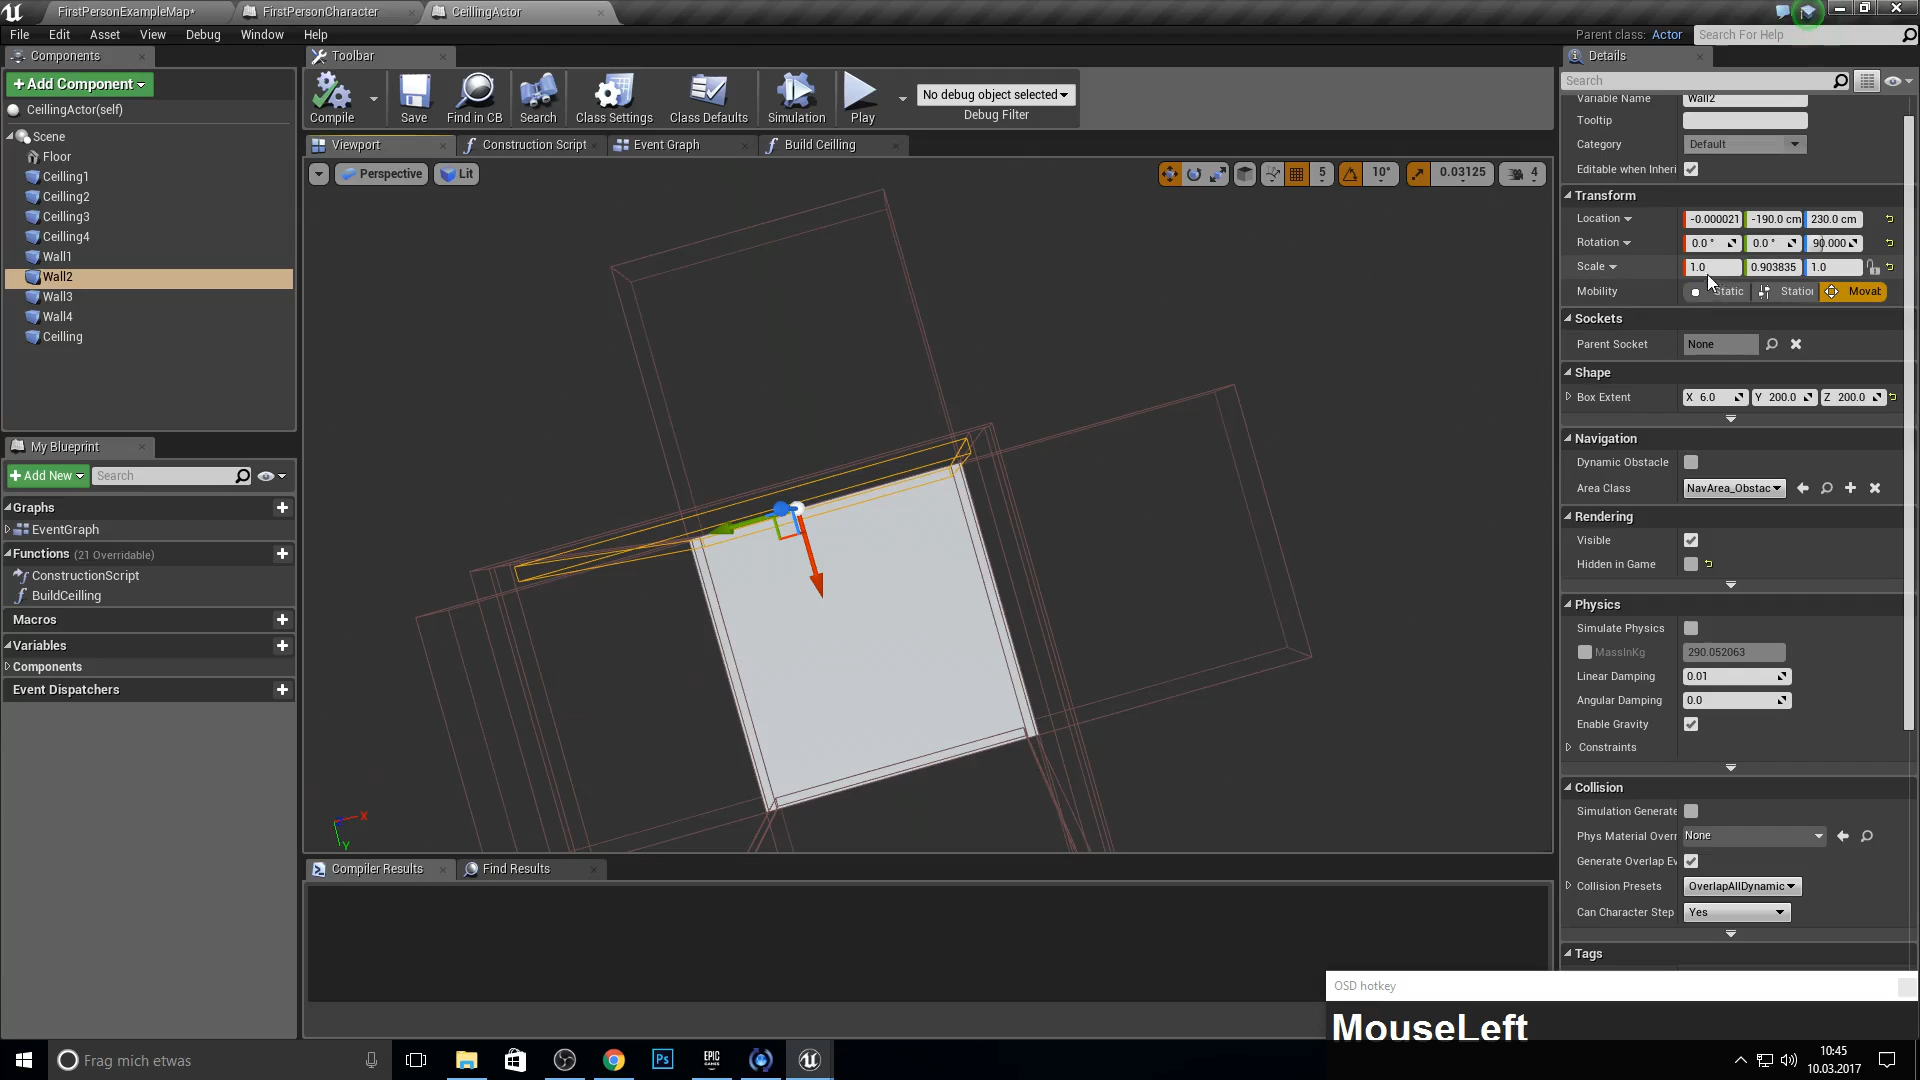 FirstPersonExampleMap*
FirstPersonCharacter
CeillingActor
File
Edit
Asset
View
Debug
Window
Help
Parent class: Actor
Search For Help
Components
Toolbar
Details
+ Add Component
CeillingActor(self)
Scene
Floor
Ceilling1
Ceilling2
Ceilling3
Ceilling4
Wall1
Wall2
Wall3
Wall4
Ceilling
Compile
Save
Find in CB
Search
Class Settings
Class Defaults
Simulation
Play
No debug object selected
Debug Filter
Viewport
Construction Script
Event Graph
Build Ceilling
Perspective
Lit
5
10°
0.03125
4
X
Y
My Blueprint
+ Add New
Search
Graphs
EventGraph
Functions (21 Overridable)
ConstructionScript
BuildCeilling
Macros
Variables
Components
Event Dispatchers
Compiler Results
Find Results
Search
Variable Name
Wall2
Tooltip
Category
Default
Editable when Inheri
Transform
Location
-0.000021
-190.0 cm
230.0 cm
Rotation
0.0 °
0.0 °
90.000
Scale
1.0
0.903835
1.0
Mobility
Static
Station
Movab
Sockets
Parent Socket
None
Shape
Box Extent
X 6.0
Y 200.0
Z 200.0
Navigation
Dynamic Obstacle
Area Class
NavArea_Obstac
Rendering
Visible
Hidden in Game
Physics
Simulate Physics
MassInKg
290.052063
Linear Damping
0.01
Angular Damping
0.0
Enable Gravity
Constraints
Collision
Simulation Generate
Phys Material Overr
None
Generate Overlap Ev
Collision Presets
OverlapAllDynamic
Can Character Step
Yes
Tags
OSD hotkey
MouseLeft
Frag mich etwas
Ps
EPIC
GAMES
10:45
10.03.2017